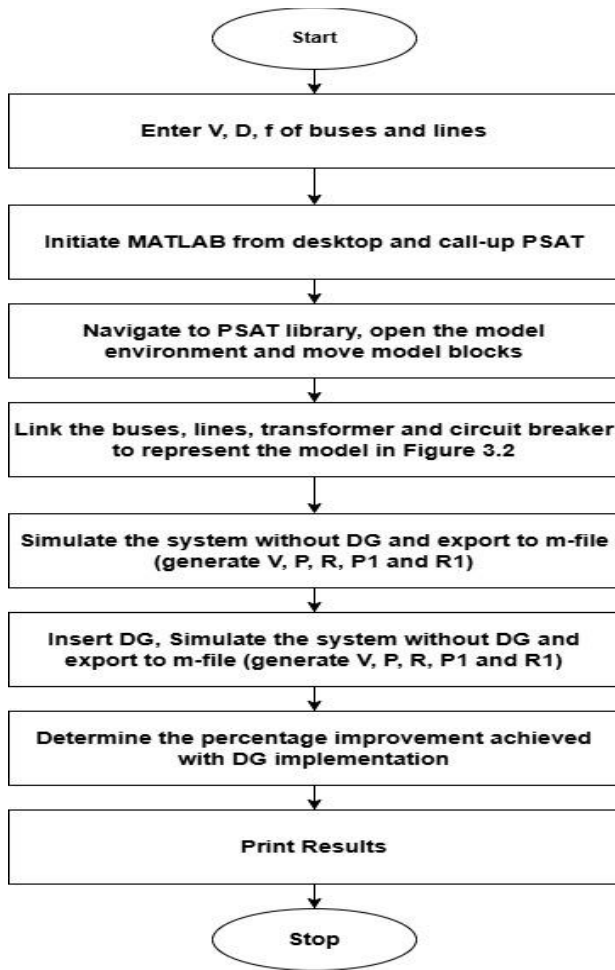 Start
Enter V, D, f of buses and lines
Initiate MATLAB from desktop and call-up PSAT
Navigate to PSAT library, open the model
environment and move model blocks
Link the buses, lines, transformer and circuit breaker
to represent the model in Figure 3.2
Simulate the system without DG and export to m-file
(generate V, P, R, P1 and R1)
Insert DG, Simulate the system without DG and
export to m-file (generate V, P, R, P1 and R1)
Determine the percentage improvement achieved
with DG implementation
Print Results
Stop